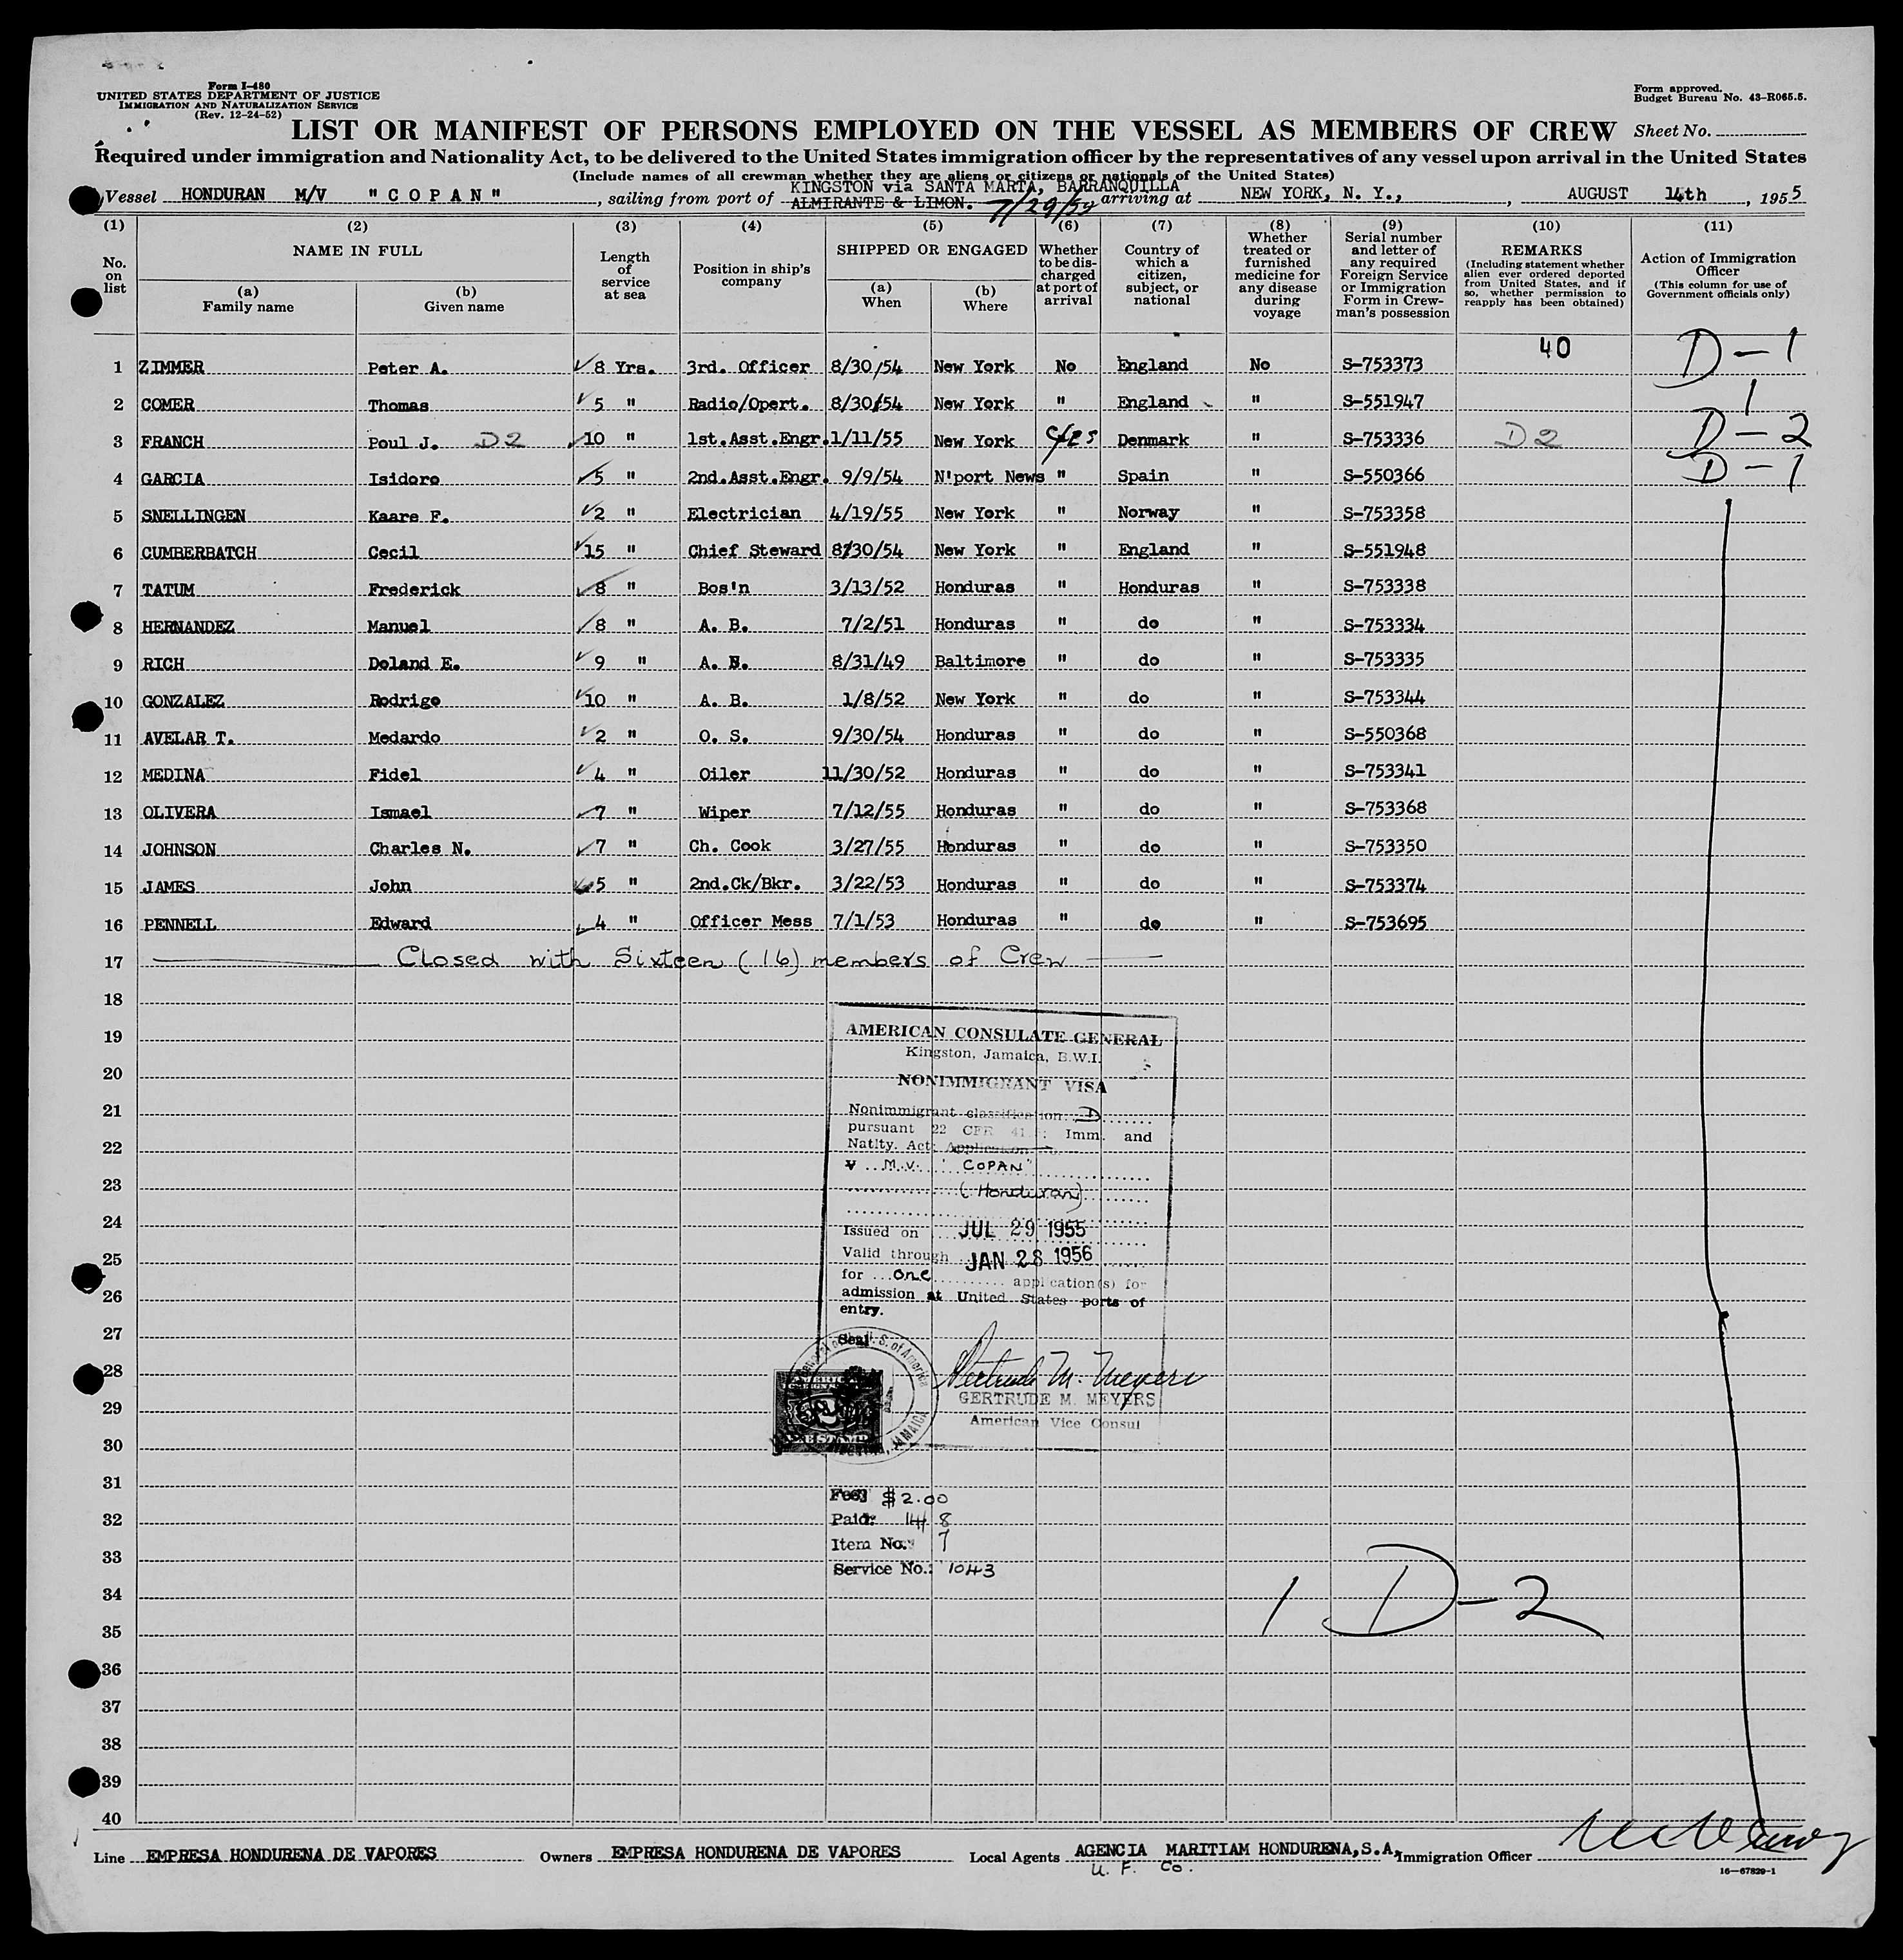 Form I-480
UNITED STATES DEPARTMENT OF JUSTICE
IMMIGRATION AND NATURALIZATION SERVICE
(Rev. 12-24-52)
Form approved.
Budget Bureau No. 43-R065.5.
LIST OR MANIFEST OF PERSONS EMPLOYED ON THE VESSEL AS MEMBERS OF CREW Sheet No.
Required under immigration and Nationality Act, to be delivered to the United States immigration officer by the representatives of any vessel upon arrival in the United States
(Include names of all crewman whether they are aliens or citizens or nationals of the United States)
KINGSTON via SANTA MARTA, BARRANQUILLA
Vessel HONDURAN M/V "COPAN", sailing from port of ALMIRANTE & LIMON. 7/29/55 arriving at NEW YORK, N. Y., , AUGUST 14th, 1955
(1) (2) (3) (4) (5) (6) (7) (8) (9) (10) (11)
No. on list
NAME IN FULL
(a) Family name
(b) Given name
Length of service at sea
Position in ship's company
SHIPPED OR ENGAGED
(a) When
(b) Where
Whether to be discharged at port of arrival
Country of which a citizen, subject, or national
Whether treated or furnished medicine for any disease during voyage
Serial number and letter of any required Foreign Service or Immigration Form in Crewman's possession
REMARKS
(Including statement whether alien ever ordered deported from United States, and if so, whether permission to reapply has been obtained)
Action of Immigration Officer
(This column for use of Government officials only)
40
1 ZIMMER Peter A. 8 Yrs. 3rd. Officer 8/30/54 New York No England No S-753373 D-1
2 COMER Thomas 5 " Radio/Opert. 8/30/54 New York " England " S-551947 1
3 FRANCH Poul J. D2 10 " 1st.Asst.Engr. 1/11/55 New York yes Denmark " S-753336 D2 D-2
4 GARCIA Isidoro 5 " 2nd.Asst.Engr. 9/9/54 N'port News " Spain " S-550366 D-1
5 SNELLINGEN Kaare F. 2 " Electrician 4/19/55 New York " Norway " S-753358
6 CUMBERBATCH Cecil 15 " Chief Steward 8/30/54 New York " England " S-551948
7 TATUM Frederick 8 " Bos'n 3/13/52 Honduras " Honduras " S-753338
8 HERNANDEZ Manuel 8 " A. B. 7/2/51 Honduras " do " S-753334
9 RICH Doland E. 9 " A. B. 8/31/49 Baltimore " do " S-753335
10 GONZALEZ Rodrigo 10 " A. B. 1/8/52 New York " do " S-753344
11 AVELAR T. Medardo 2 " O. S. 9/30/54 Honduras " do " S-550368
12 MEDINA Fidel 4 " Oiler 11/30/52 Honduras " do " S-753341
13 OLIVERA Ismael 7 " Wiper 7/12/55 Honduras " do " S-753368
14 JOHNSON Charles N. 7 " Ch. Cook 3/27/55 Honduras " do " S-753350
15 JAMES John 5 " 2nd.Ck/Bkr. 3/22/53 Honduras " do " S-753374
16 PENNELL Edward 4 " Officer Mess 7/1/53 Honduras " do " S-753695
17 Closed with Sixteen (16) members of Crew
18
19
20
21
22
23
24
25
26
27
28
29
30
31
32
33
34
35
36
37
38
39
40
AMERICAN CONSULATE GENERAL
Kingston, Jamaica, B.W.I.
NONIMMIGRANT VISA
Nonimmigrant classification D
pursuant 22 CFR 41. ; Imm. and
Natlty. Act; Application
M.V. "COPAN"
(Honduran)
Issued on JUL 29 1955
Valid through JAN 28 1956
for one application(s) for
admission at United States ports of
entry.
Seal
U. S. of America
JAMAICA
Gertrude M. Meyers
GERTRUDE M. MEYERS
American Vice Consul
Fee: $2.00
Paid:
Item No.: 7
Service No.: 1043
1 D-2
Line EMPRESA HONDURENA DE VAPORES Owners EMPRESA HONDURENA DE VAPORES Local Agents AGENCIA MARITIAM HONDURENA, S.A. Immigration Officer
U. F. Co.
16-67829-1